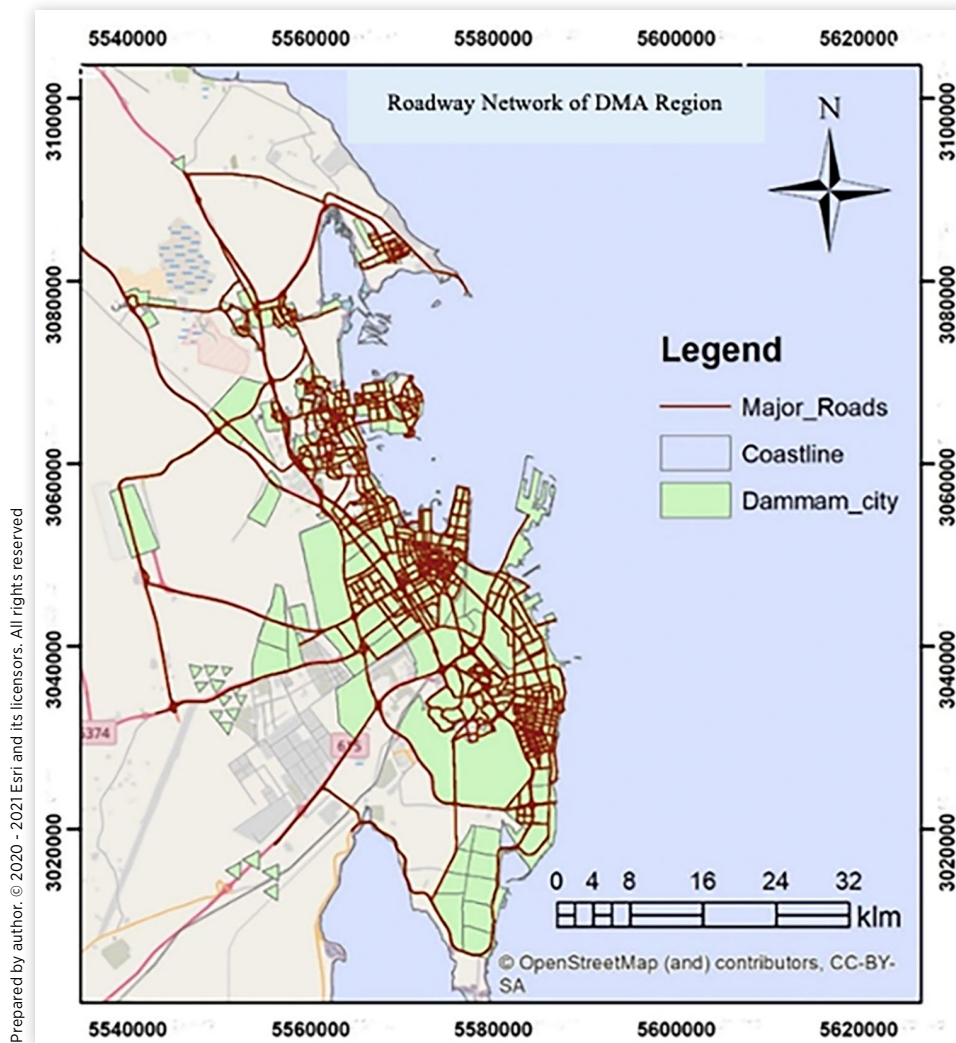 5540000 5560000 5580000 5600000 5620000
Roadway Network of DMA Region
N
3100000
3080000
3060000
3040000
3020000
3100000
3080000
3060000
3040000
3020000
Legend
Major_Roads
Coastline
Dammam_city
615
0 4 8 16 24 32
klm
© OpenStreetMap (and) contributors, CC-BY-
SA
5540000 5560000 5580000 5600000 5620000
Prepared by author. © 2020 - 2021 Esri and its licensors. All rights reserved